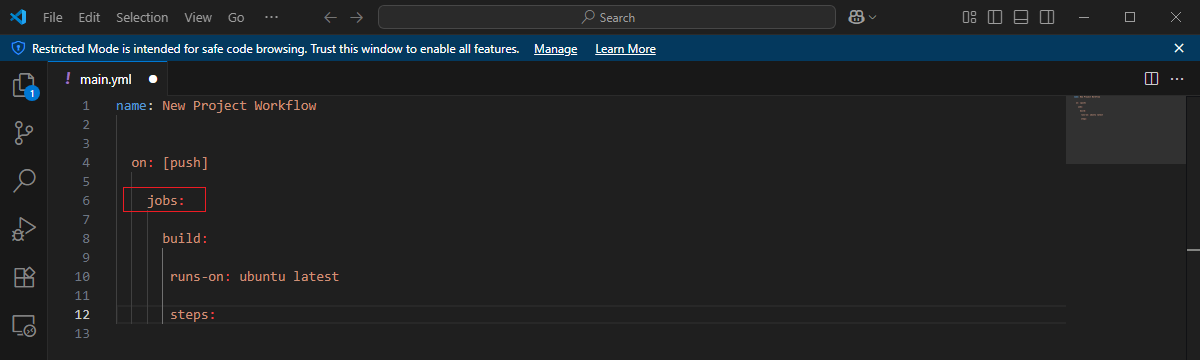 File Edit Selection View Go ··· Search
Restricted Mode is intended for safe code browsing. Trust this window to enable all features. Manage Learn More
! main.yml
1 name: New Project Workflow
2
3
4 on: [push]
5
6 jobs:
7
8 build:
9
10 runs-on: ubuntu latest
11
12 steps:
13
1